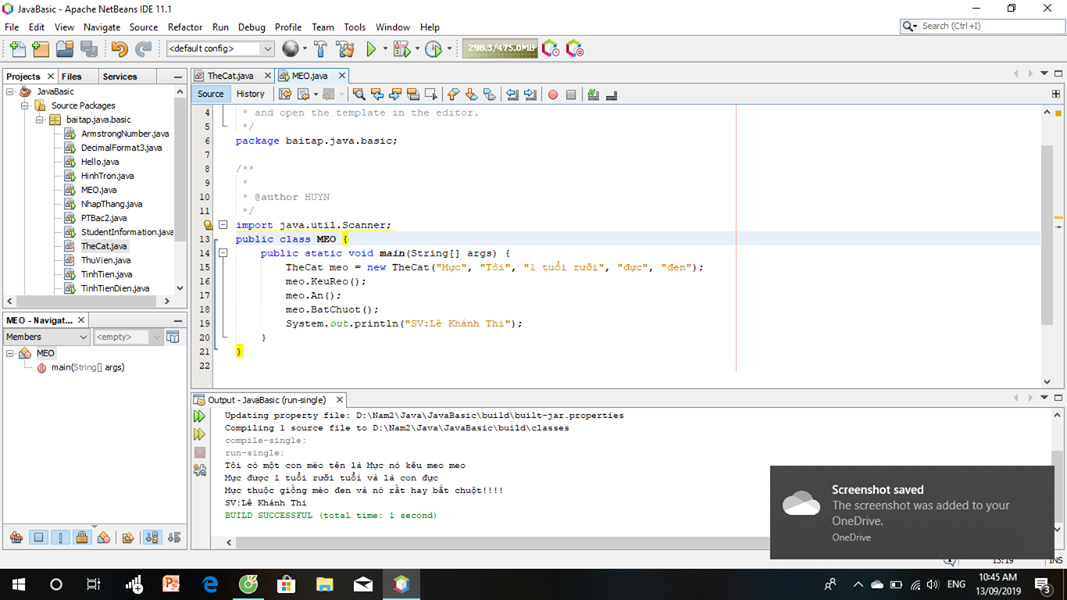 JavaBasic - Apache NetBeans IDE 11.1
File Edit View Navigate Source Refactor Run Debug Profile Team Tools Window Help
Search (Ctrl+I)
<default config>
298.3/475.0MB
Projects Files Services
JavaBasic
Source Packages
baitap.java.basic
ArmstrongNumber.java
DecimalFormat3.java
Hello.java
HinhTron.java
MEO.java
NhapThang.java
PTBac2.java
StudentInformation.java
TheCat.java
ThuVien.java
TinhTien.java
TinhTienDien.java
MEO - Navigat...
Members <empty>
MEO
main(String[] args)
TheCat.java MEO.java
Source History
4 * and open the template in the editor.
5 */
6 package baitap.java.basic;
7
8 /**
9 *
10 * @author HUYN
11 */
import java.util.Scanner;
13 public class MEO {
14 public static void main(String[] args) {
15 TheCat meo = new TheCat("Mực", "Tôi", "1 tuổi rưỡi", "đực", "đen");
16 meo.KeuReo();
17 meo.An();
18 meo.BatChuot();
19 System.out.println("SV:Lê Khánh Thi");
20 }
21 }
22
Output - JavaBasic (run-single)
Updating property file: D:\Nam2\Java\JavaBasic\build\built-jar.properties
Compiling 1 source file to D:\Nam2\Java\JavaBasic\build\classes
compile-single:
run-single:
Tôi có một con mèo tên là Mực nó kêu meo meo
Mực được 1 tuổi rưỡi tuổi và là con đực
Mực thuộc giống mèo đen và nó rất hay bắt chuột!!!!
SV:Lê Khánh Thi
BUILD SUCCESSFUL (total time: 1 second)
Screenshot saved
The screenshot was added to your
OneDrive.
OneDrive
13:19 INS
ENG
10:45 AM
13/09/2019
3